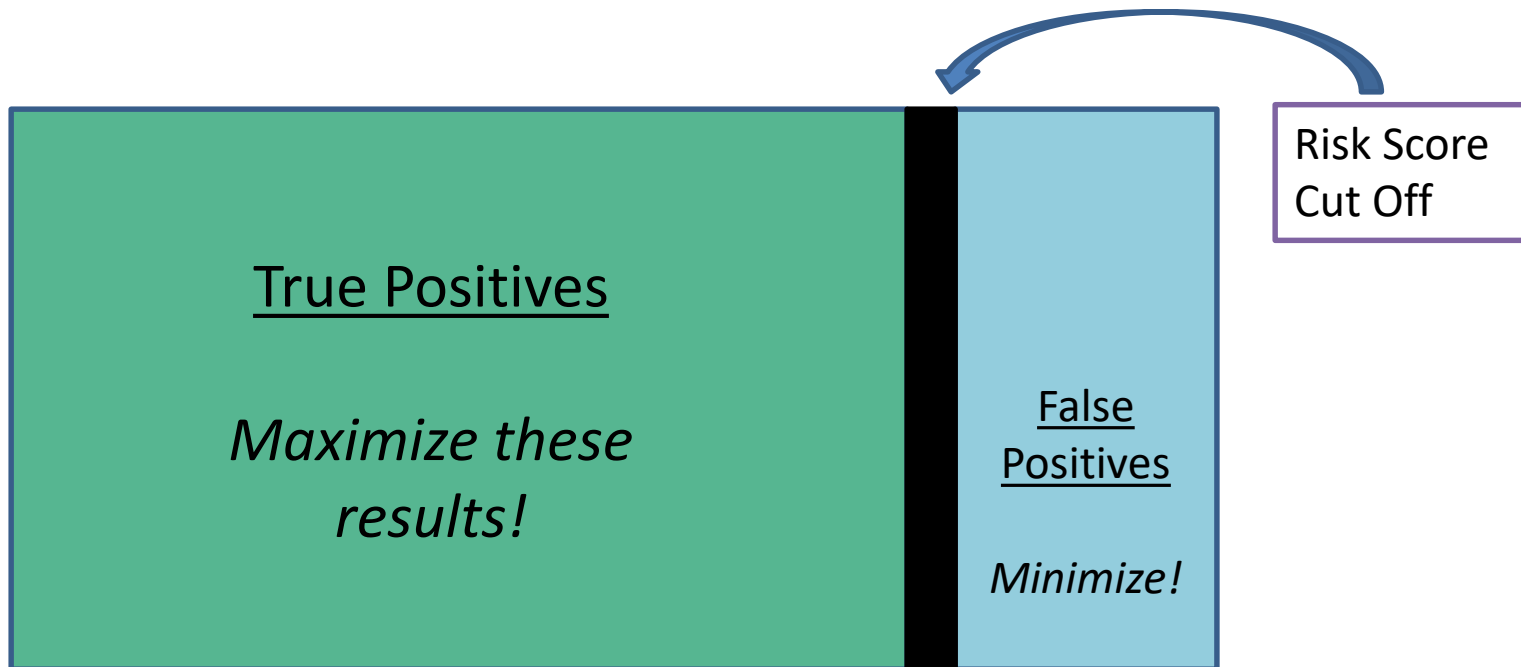 Risk Score
Cut Off
True Positives
Maximize these
results!
False
Positives
Minimize!